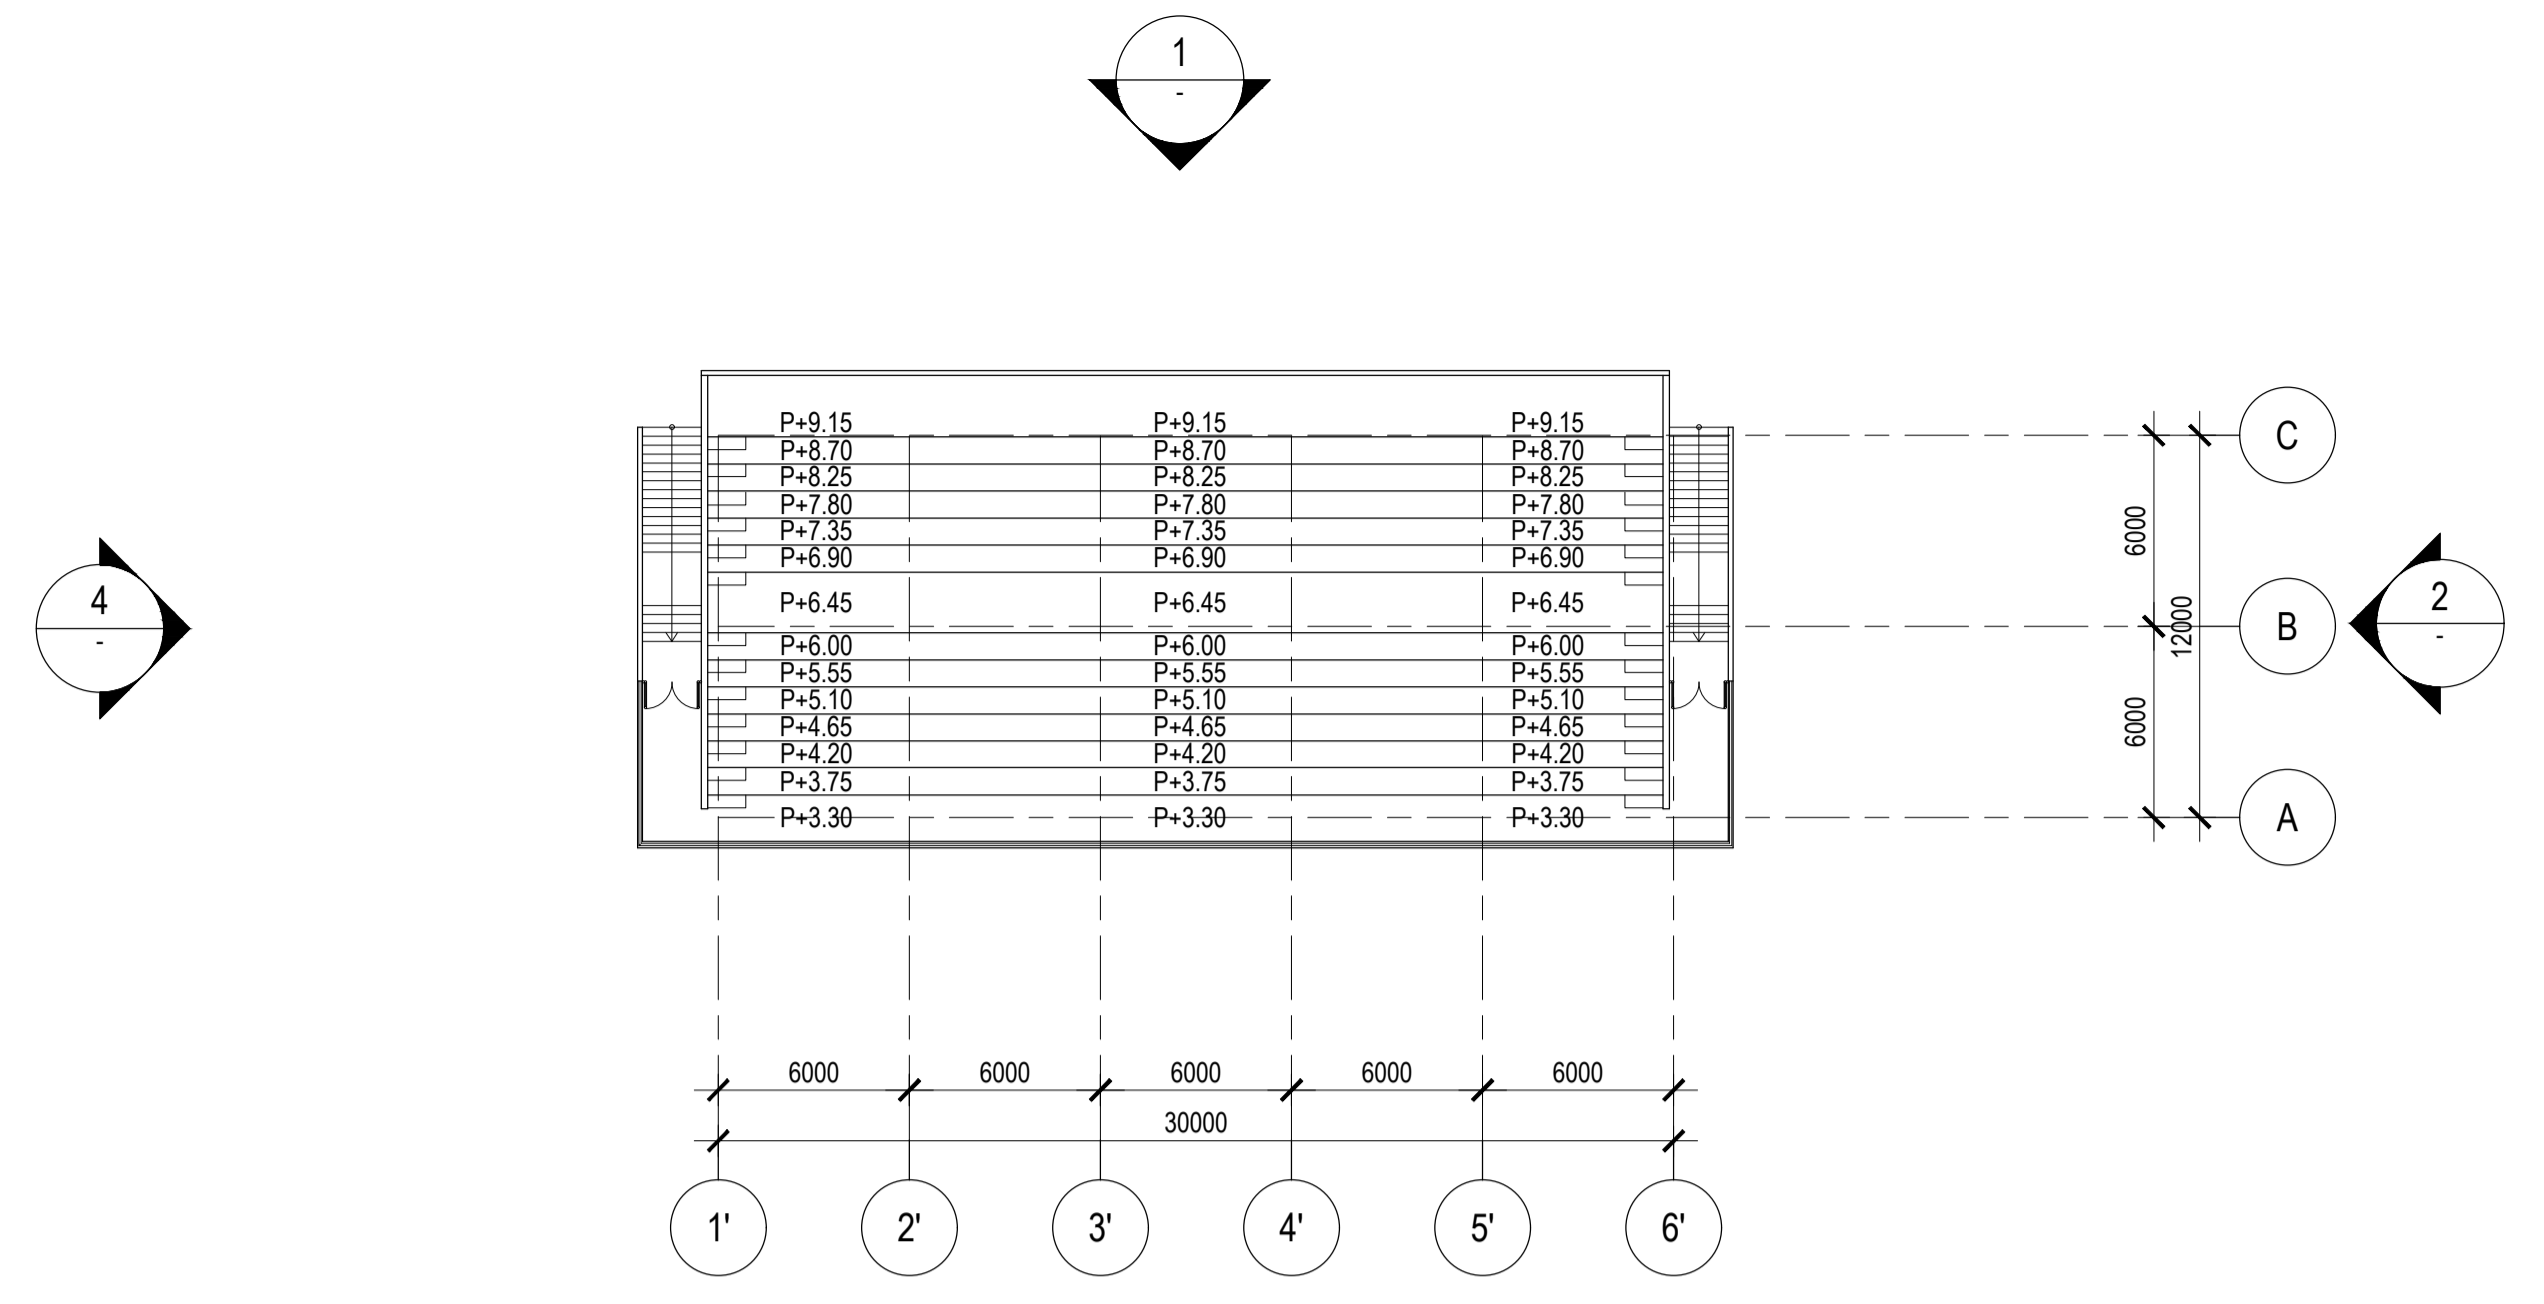 1
-
P+9.15 P+9.15 P+9.15
C
P+8.70 P+8.70 P+8.70
P+8.25 P+8.25 P+8.25
P+7.80 P+7.80 P+7.80
P+7.35 P+7.35 P+7.35
6000
P+6.90 P+6.90 P+6.90
4
-
P+6.45 P+6.45 P+6.45
2
-
B
12000
P+6.00 P+6.00 P+6.00
P+5.55 P+5.55 P+5.55
P+5.10 P+5.10 P+5.10
P+4.65 P+4.65 P+4.65
6000
P+4.20 P+4.20 P+4.20
P+3.75 P+3.75 P+3.75
P+3.30 P+3.30 P+3.30
A
6000 6000 6000 6000 6000
30000
1' 2' 3' 4' 5' 6'